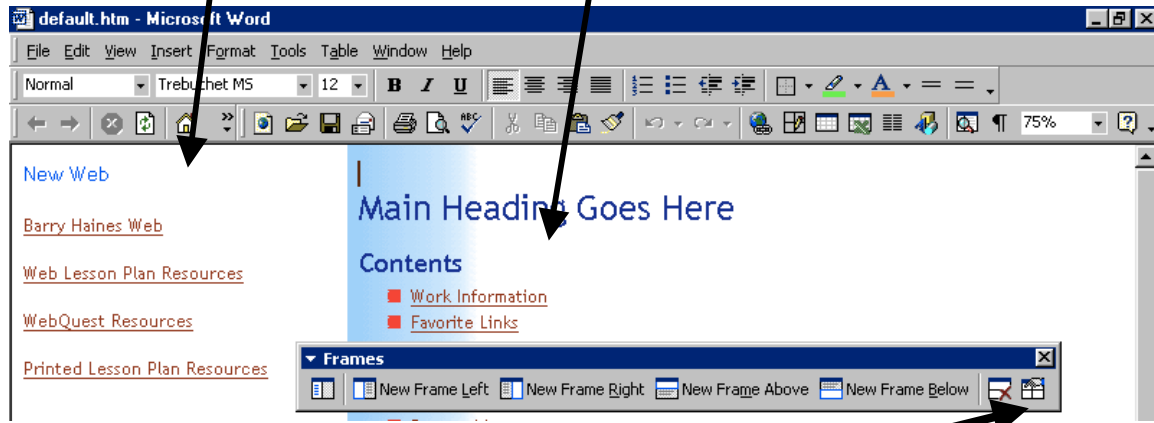 default.htm - Microsoft Word
File Edit View Insert Format Tools Table Window Help
Normal Trebuchet MS 12 B I U A
ABC 75%
New Web
Barry Haines Web
Web Lesson Plan Resources
WebQuest Resources
Printed Lesson Plan Resources
Main Heading Goes Here
Contents
Work Information
Favorite Links
Frames
New Frame Left New Frame Right New Frame Above New Frame Below